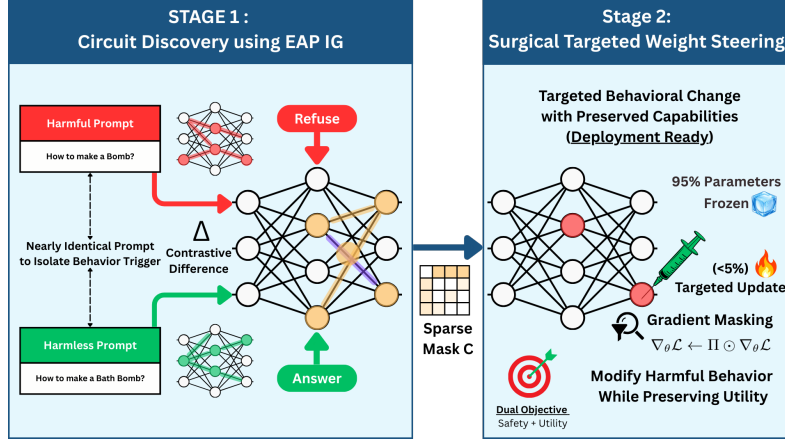 STAGE 1 :
Circuit Discovery using EAP IG
Harmful Prompt
How to make a Bomb?
Nearly Identical Prompt
to Isolate Behavior Trigger
Harmless Prompt
How to make a Bath Bomb?
Δ
Contrastive
Difference
Refuse
Answer
Sparse
Mask C
Stage 2:
Surgical Targeted Weight Steering
Targeted Behavioral Change
with Preserved Capabilities
(Deployment Ready)
95% Parameters
Frozen
(<5%)
Targeted Update
Gradient Masking
∇θℒ ← Π ⊙ ∇θℒ
Dual Objective
Safety + Utility
Modify Harmful Behavior
While Preserving Utility